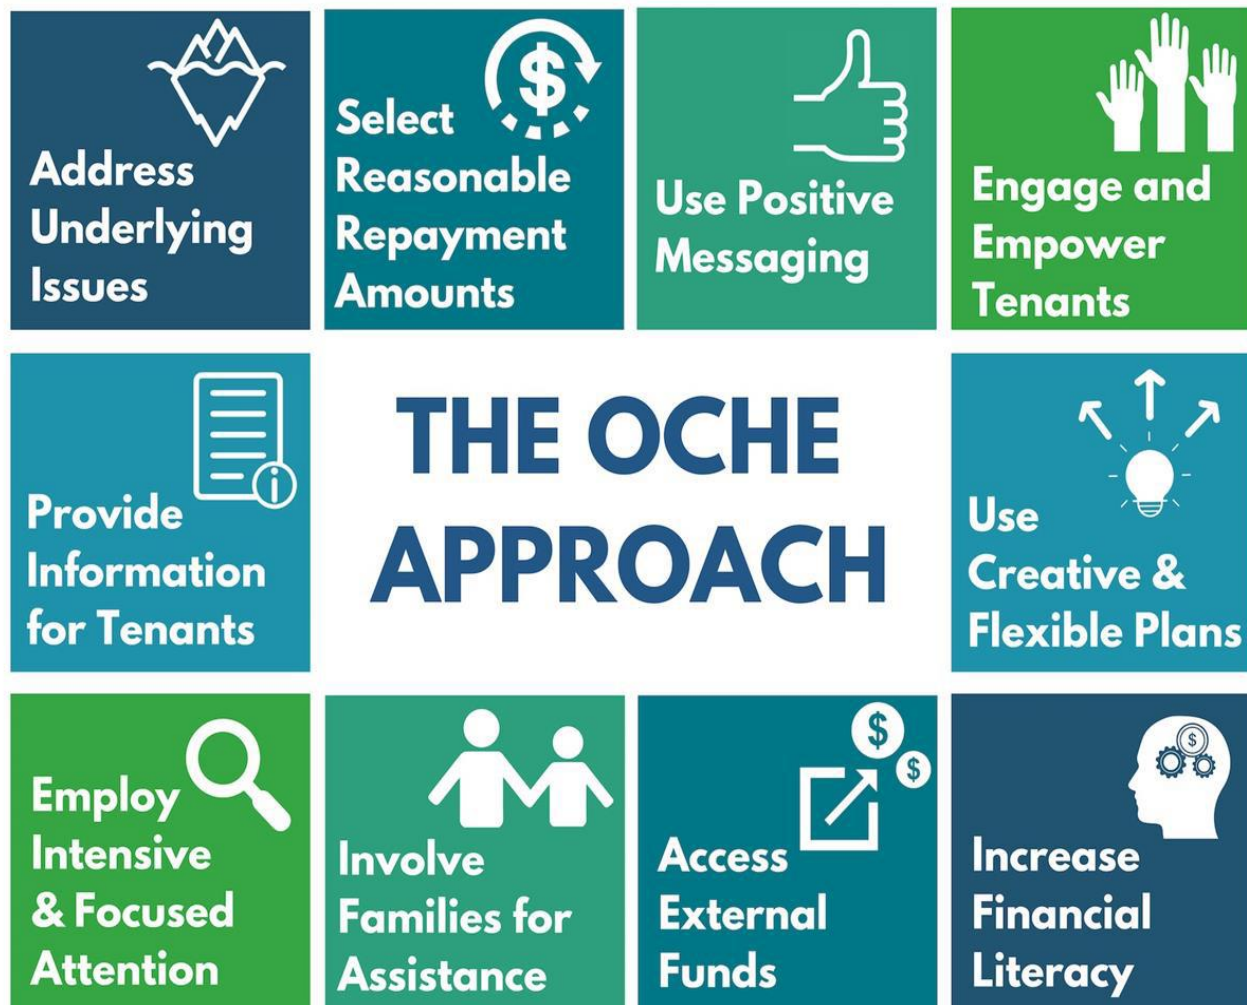 Address
Underlying
Issues
Select
Reasonable
Repayment
Amounts
Use Positive
Messaging
Engage and
Empower
Tenants
Provide
Information
for Tenants
THE OCHE
APPROACH
Use
Creative &
Flexible Plans
Employ
Intensive
& Focused
Attention
Involve
Families for
Assistance
Access
External
Funds
Increase
Financial
Literacy